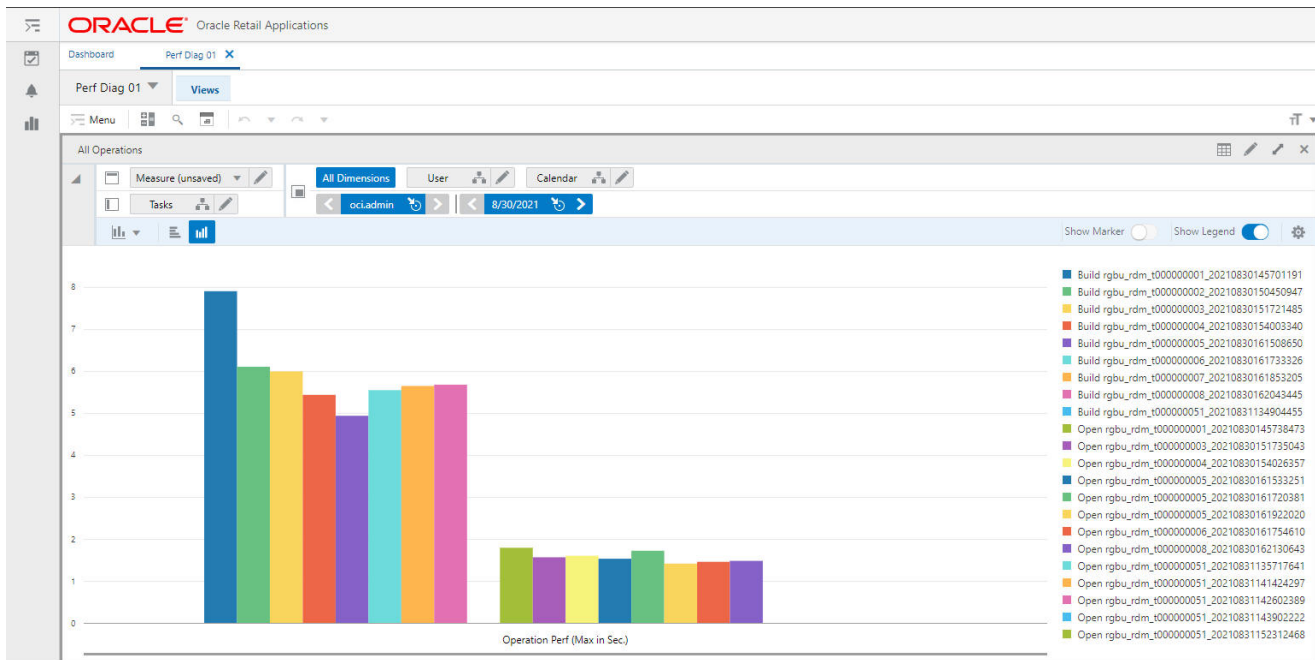 ORACLE Oracle Retail Applications
Dashboard Perf Diag 01
Perf Diag 01 Views
Menu
All Operations
Measure (unsaved) All Dimensions User Calendar
Tasks oci.admin 8/30/2021
Show Marker Show Legend
8
7
6
5
4
3
2
1
0
Operation Perf (Max in Sec.)
Build rgbu_rdm_t000000001_20210830145701191
Build rgbu_rdm_t000000002_20210830150450947
Build rgbu_rdm_t000000003_20210830151721485
Build rgbu_rdm_t000000004_20210830154003340
Build rgbu_rdm_t000000005_20210830161508650
Build rgbu_rdm_t000000006_20210830161733326
Build rgbu_rdm_t000000007_20210830161853205
Build rgbu_rdm_t000000008_20210830162043445
Build rgbu_rdm_t000000051_20210831134904455
Open rgbu_rdm_t000000001_20210830145738473
Open rgbu_rdm_t000000003_20210830151735043
Open rgbu_rdm_t000000004_20210830154026357
Open rgbu_rdm_t000000005_20210830161533251
Open rgbu_rdm_t000000005_20210830161720381
Open rgbu_rdm_t000000005_20210830161922020
Open rgbu_rdm_t000000006_20210830161754610
Open rgbu_rdm_t000000008_20210830162130643
Open rgbu_rdm_t000000051_20210831135717641
Open rgbu_rdm_t000000051_20210831141424297
Open rgbu_rdm_t000000051_20210831142602389
Open rgbu_rdm_t000000051_20210831143902222
Open rgbu_rdm_t000000051_20210831152312468